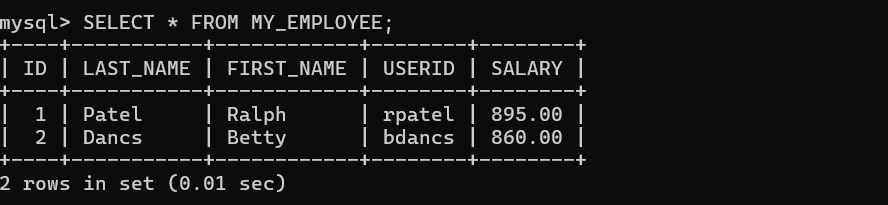 mysql> SELECT * FROM MY_EMPLOYEE;
+----+-----------+------------+--------+--------+
| ID | LAST_NAME | FIRST_NAME | USERID | SALARY |
+----+-----------+------------+--------+--------+
|  1 | Patel     | Ralph      | rpatel | 895.00 |
|  2 | Dancs     | Betty      | bdancs | 860.00 |
+----+-----------+------------+--------+--------+
2 rows in set (0.01 sec)